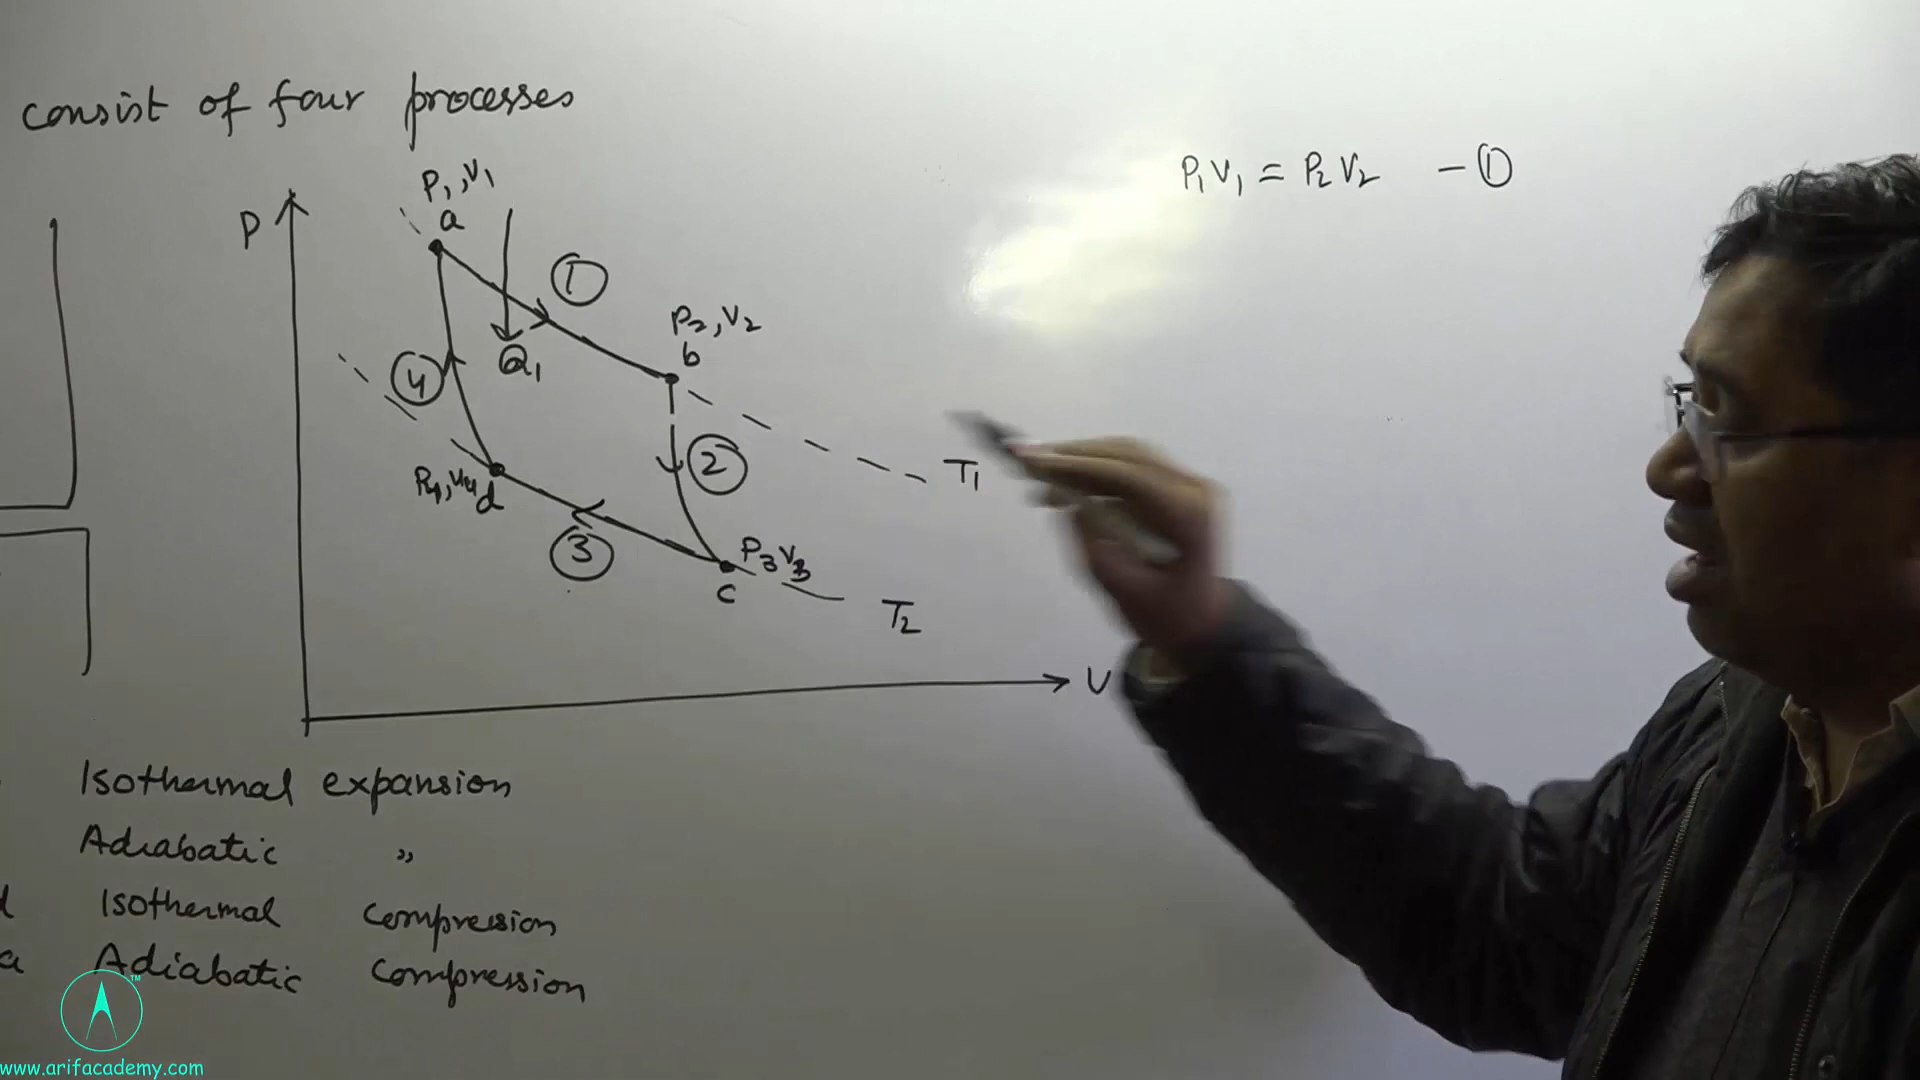 consist of four processes
P₁, V₁
a
P
①
Q₁
P₂, V₂
b
④
②
T₁
P₄, V₄
d
③
P₃ V₃
c
T₂
V
P₁V₁ = P₂V₂ - ①
Isothermal expansion
Adiabatic "
d Isothermal Compression
a Adiabatic Compression
™
www.arifacademy.com